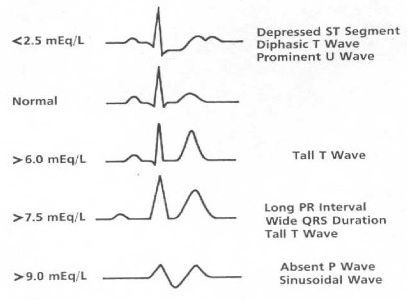 <2.5 mEq/L
Depressed ST Segment
Diphasic T Wave
Prominent U Wave
Normal
>6.0 mEq/L
Tall T Wave
>7.5 mEq/L
Long PR Interval
Wide QRS Duration
Tall T Wave
>9.0 mEq/L
Absent P Wave
Sinusoidal Wave